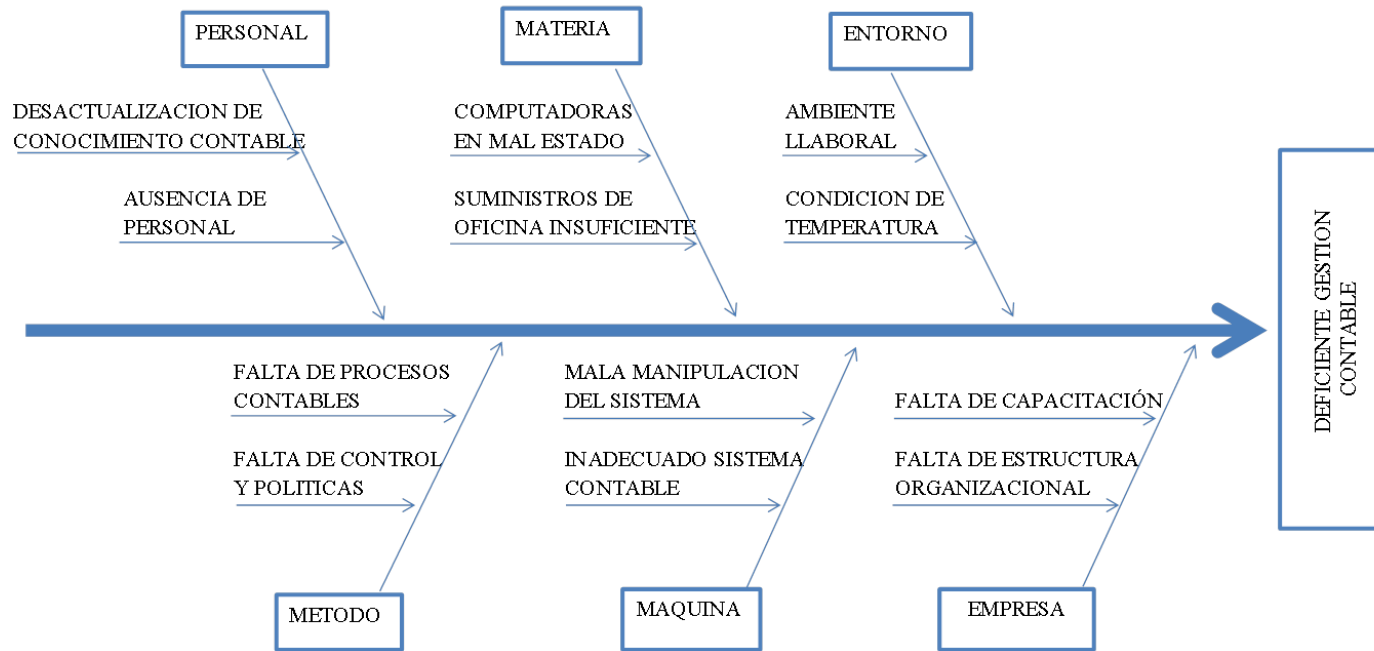 PERSONAL
MATERIA
ENTORNO
DESACTUALIZACION DE
CONOCIMIENTO CONTABLE
COMPUTADORAS
EN MAL ESTADO
AMBIENTE
LLABORAL
AUSENCIA DE
PERSONAL
SUMINISTROS DE
OFICINA INSUFICIENTE
CONDICION DE
TEMPERATURA
DEFICIENTE GESTION
CONTABLE
FALTA DE PROCESOS
CONTABLES
MALA MANIPULACION
DEL SISTEMA
FALTA DE CAPACITACIÓN
FALTA DE CONTROL
Y POLITICAS
INADECUADO SISTEMA
CONTABLE
FALTA DE ESTRUCTURA
ORGANIZACIONAL
METODO
MAQUINA
EMPRESA